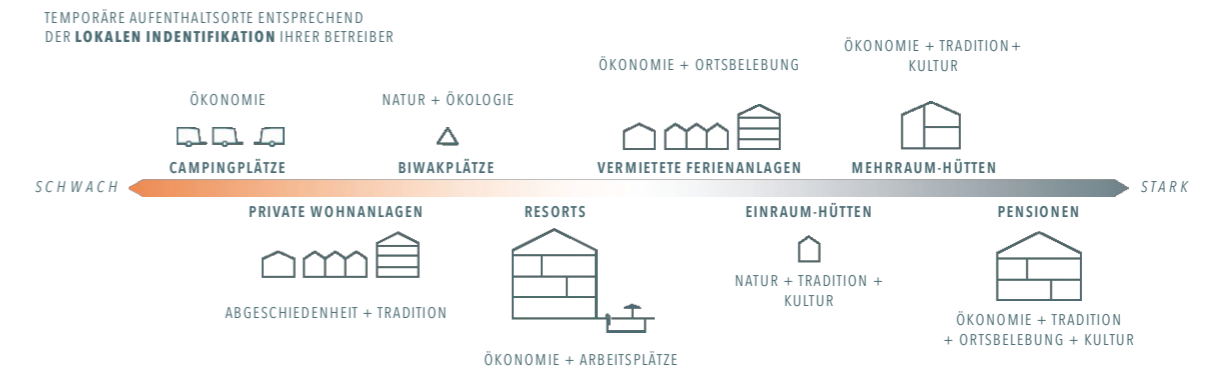 TEMPORÄRE AUFENTHALTSORTE ENTSPRECHEND
DER LOKALEN INDENTIFIKATION IHRER BETREIBER
ÖKONOMIE
CAMPINGPLÄTZE
NATUR + ÖKOLOGIE
BIWAKPLÄTZE
ÖKONOMIE + ORTSBELEBUNG
VERMIETETE FERIENANLAGEN
ÖKONOMIE + TRADITION +
KULTUR
MEHRRAUM-HÜTTEN
SCHWACH
STARK
PRIVATE WOHNANLAGEN
ABGESCHIEDENHEIT + TRADITION
RESORTS
ÖKONOMIE + ARBEITSPLÄTZE
EINRAUM-HÜTTEN
NATUR + TRADITION +
KULTUR
PENSIONEN
ÖKONOMIE + TRADITION
+ ORTSBELEBUNG + KULTUR